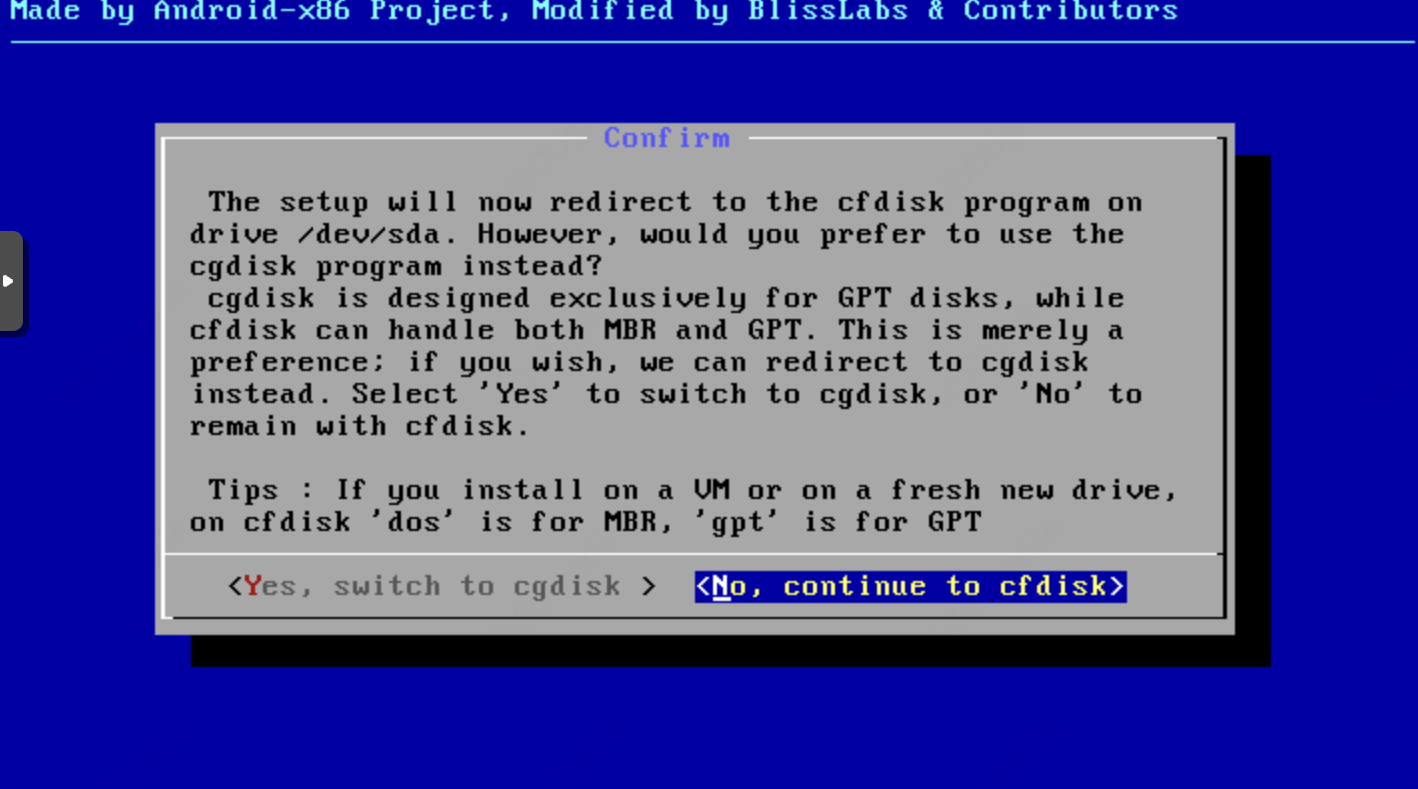 Made by Android-x86 Project, Modified by BlissLabs & Contributors
Confirm
The setup will now redirect to the cfdisk program on
drive /dev/sda. However, would you prefer to use the
cgdisk program instead?
cgdisk is designed exclusively for GPT disks, while
cfdisk can handle both MBR and GPT. This is merely a
preference; if you wish, we can redirect to cgdisk
instead. Select 'Yes' to switch to cgdisk, or 'No' to
remain with cfdisk.
Tips : If you install on a VM or on a fresh new drive,
on cfdisk 'dos' is for MBR, 'gpt' is for GPT
<Yes, switch to cgdisk > <No, continue to cfdisk>